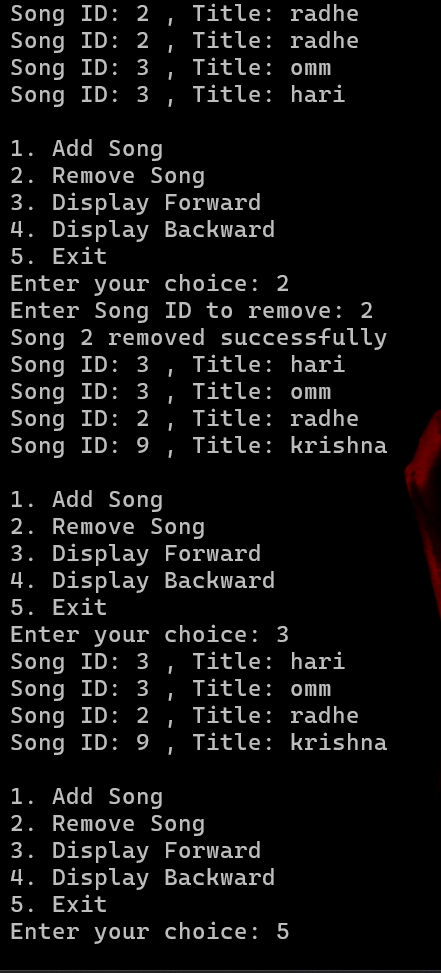 Song ID: 2 , Title: radhe
Song ID: 2 , Title: radhe
Song ID: 3 , Title: omm
Song ID: 3 , Title: hari

1. Add Song
2. Remove Song
3. Display Forward
4. Display Backward
5. Exit
Enter your choice: 2
Enter Song ID to remove: 2
Song 2 removed successfully
Song ID: 3 , Title: hari
Song ID: 3 , Title: omm
Song ID: 2 , Title: radhe
Song ID: 9 , Title: krishna

1. Add Song
2. Remove Song
3. Display Forward
4. Display Backward
5. Exit
Enter your choice: 3
Song ID: 3 , Title: hari
Song ID: 3 , Title: omm
Song ID: 2 , Title: radhe
Song ID: 9 , Title: krishna

1. Add Song
2. Remove Song
3. Display Forward
4. Display Backward
5. Exit
Enter your choice: 5